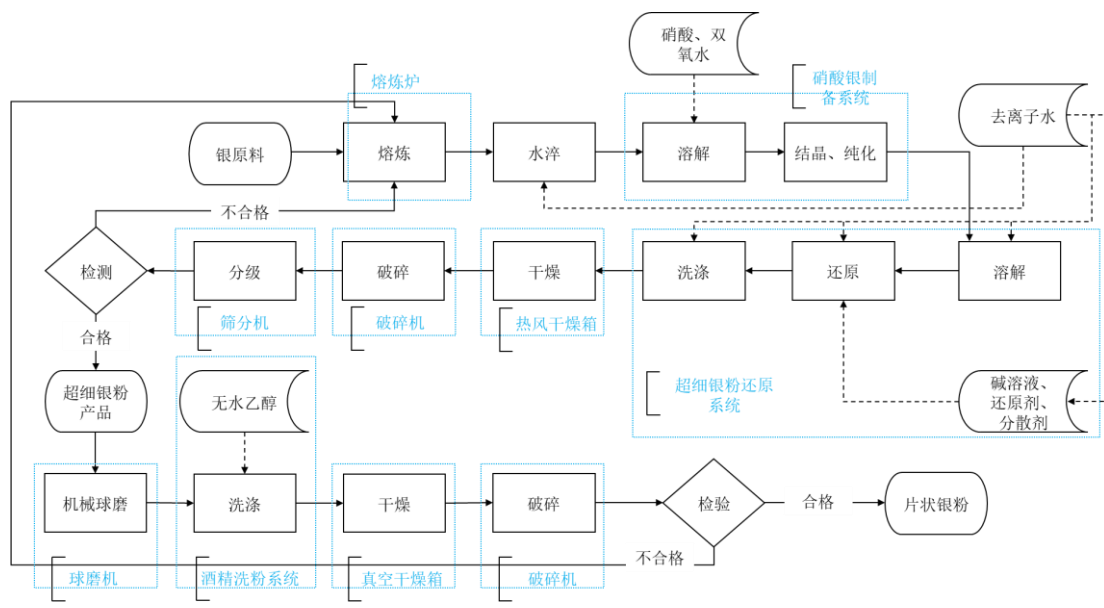 硝酸、双
氧水
熔炼炉
硝酸银制
备系统
去离子水
银原料
熔炼
水淬
溶解
结晶、纯化
不合格
检测
分级
破碎
干燥
洗涤
还原
溶解
筛分机
破碎机
热风干燥箱
合格
超细银粉还原
系统
碱溶液、
还原剂、
分散剂
超细银粉
产品
无水乙醇
机械球磨
洗涤
干燥
破碎
检验
合格
片状银粉
不合格
球磨机
酒精洗粉系统
真空干燥箱
破碎机